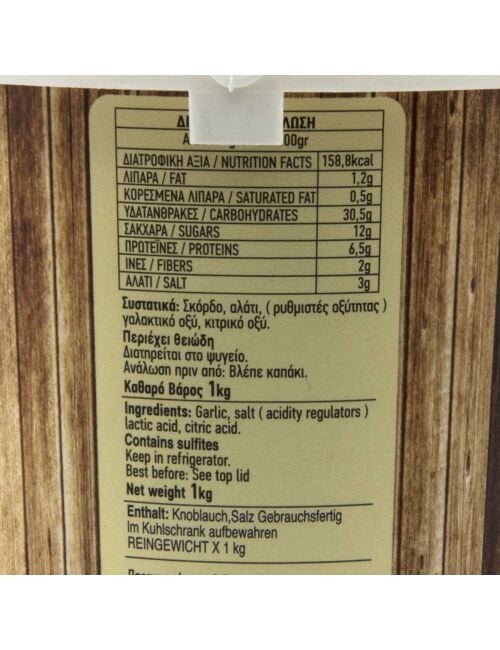 ΔΙ ΛΩΣΗ
00gr
ΔΙΑΤΡΟΦΙΚΗ ΑΞΙΑ / NUTRITION FACTS 158,8kcal
ΛΙΠΑΡΑ / FAT 1,2g
ΚΟΡΕΣΜΕΝΑ ΛΙΠΑΡΑ / SATURATED FAT 0,5g
ΥΔΑΤΑΝΘΡΑΚΕΣ / CARBOHYDRATES 30,5g
ΣΑΚΧΑΡΑ / SUGARS 12g
ΠΡΩΤΕΪΝΕΣ / PROTEINS 6,5g
ΙΝΕΣ / FIBERS 2g
ΑΛΑΤΙ / SALT 3g
Συστατικά: Σκόρδο, αλάτι, ( ρυθμιστές οξύτητας )
γαλακτικό οξύ, κιτρικό οξύ.
Περιέχει θειώδη
Διατηρείται στο ψυγείο.
Ανάλωση πριν από: Βλέπε καπάκι.
Καθαρό Βάρος 1kg
Ingredients: Garlic, salt ( acidity regulators )
lactic acid, citric acid.
Contains sulfites
Keep in refrigerator.
Best before: See top lid
Net weight 1kg
Enthalt: Knoblauch,Salz Gebrauchsfertig
Im Kuhlschrank aufbewahren
REINGEWICHT X 1 kg